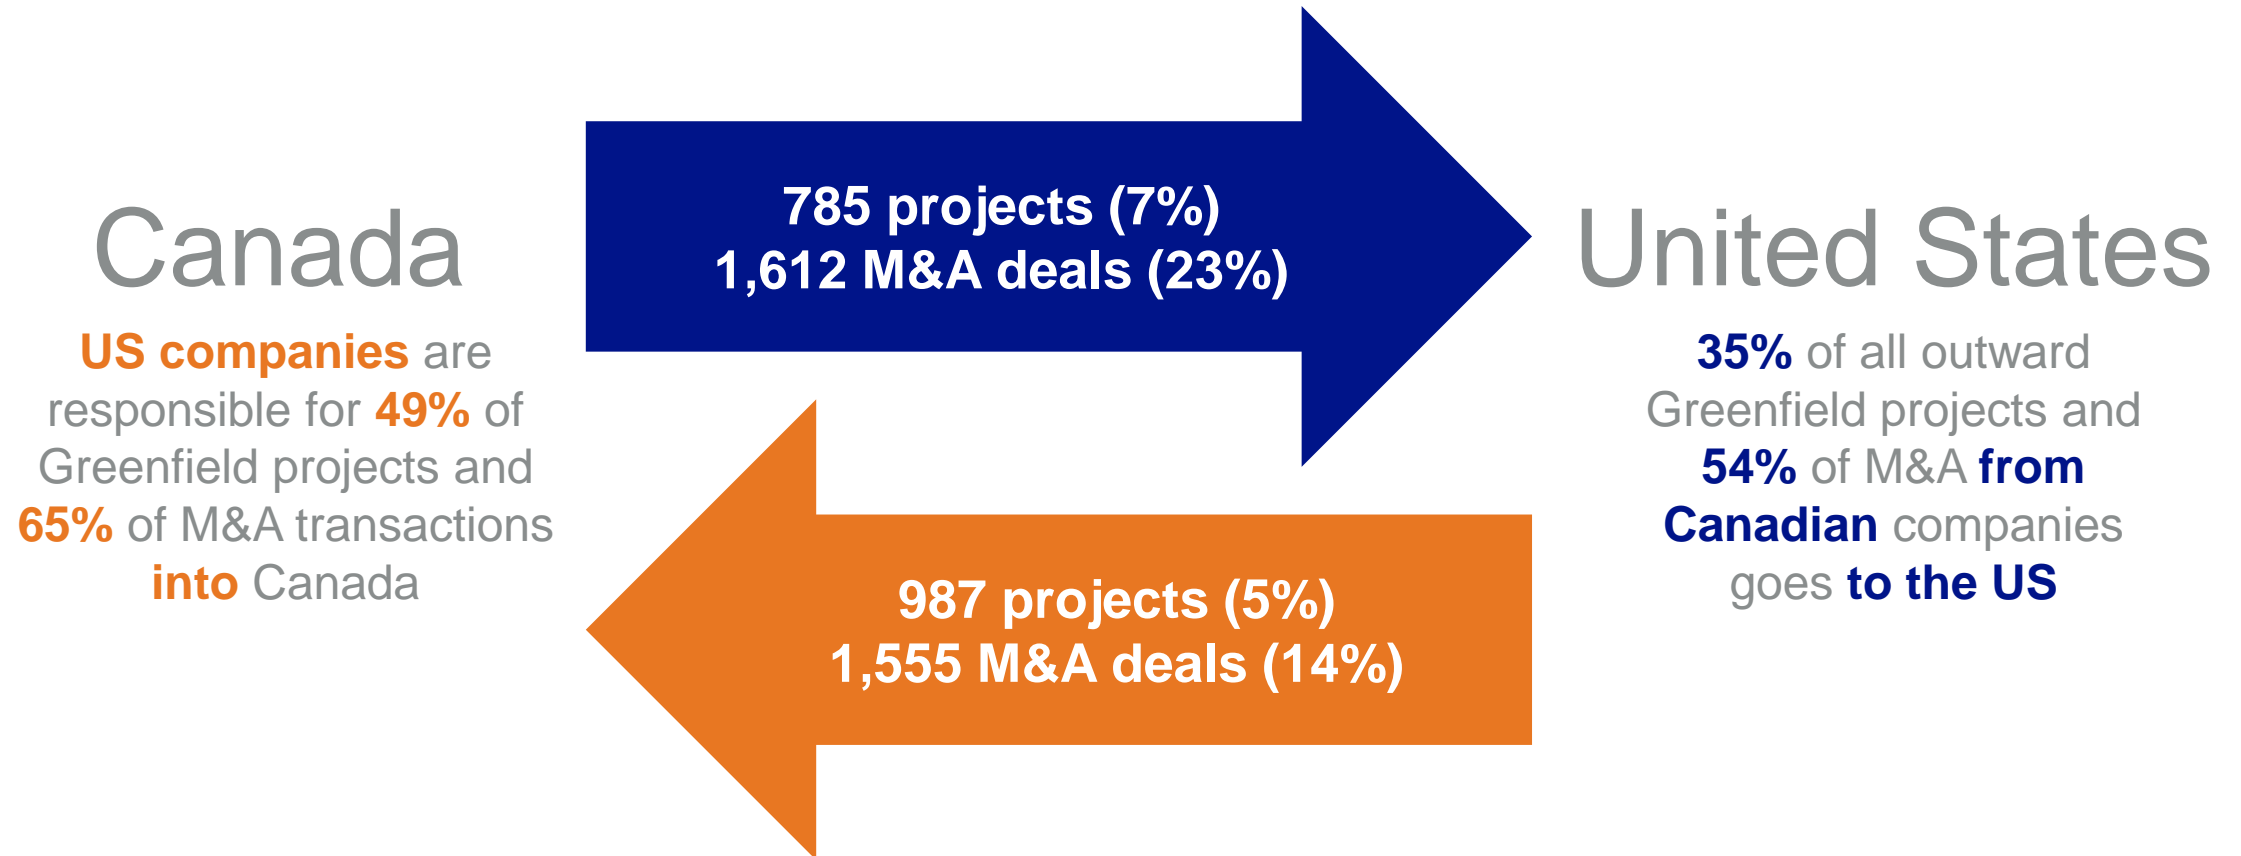 Canada
US companies are
responsible for 49% of
Greenfield projects and
65% of M&A transactions
into Canada
785 projects (7%)
1,612 M&A deals (23%)
987 projects (5%)
1,555 M&A deals (14%)
United States
35% of all outward
Greenfield projects and
54% of M&A from
Canadian companies
goes to the US